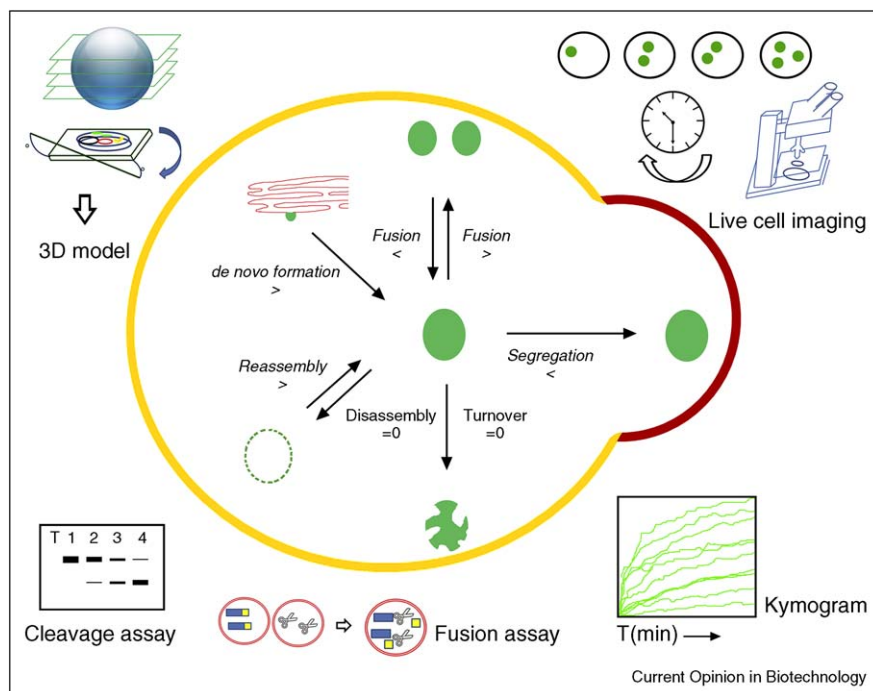 3D model
Live cell imaging
Fusion
<
Fusion
>
de novo formation
>
Segregation
<
Reassembly
>
Disassembly
=0
Turnover
=0
T 1 2 3 4
Cleavage assay
Fusion assay
Kymogram
T(min)
Current Opinion in Biotechnology